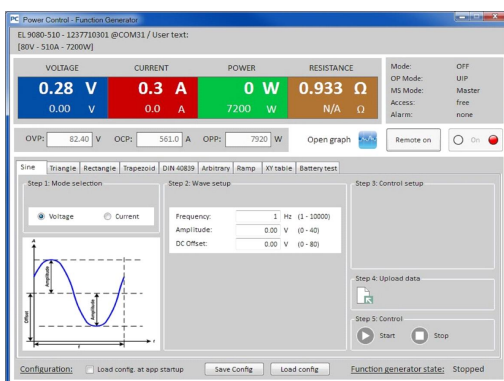 PC Power Control - Function Generator
EL 9080-510 - 1237710301 @COM31 / User text:
[80V - 510A - 7200W]
VOLTAGE CURRENT POWER RESISTANCE
0.28 V 0.3 A 0 W 0.933 Ω
0.00 V 0.0 A 7200 W N/A Ω
Mode: OFF
OP Mode: UIP
MS Mode: Master
Access: free
Alarm: none
OVP: 82.40 V OCP: 561.0 A OPP: 7920 W Open graph Remote on On
Sine Triangle Rectangle Trapezoid DIN 40839 Arbitrary Ramp XY table Battery test
Step 1: Mode selection
Voltage Current
Step 2: Wave setup
Frequency: 1 Hz (1 - 10000)
Amplitude: 0.00 V (0 - 40)
DC Offset: 0.00 V (0 - 80)
Step 3: Control setup
A
Amplitude
Amplitude
Offset
t
Step 4: Upload data
Step 5: Control
Start Stop
Configuration: Load config. at app startup Save Config Load config Function generator state: Stopped